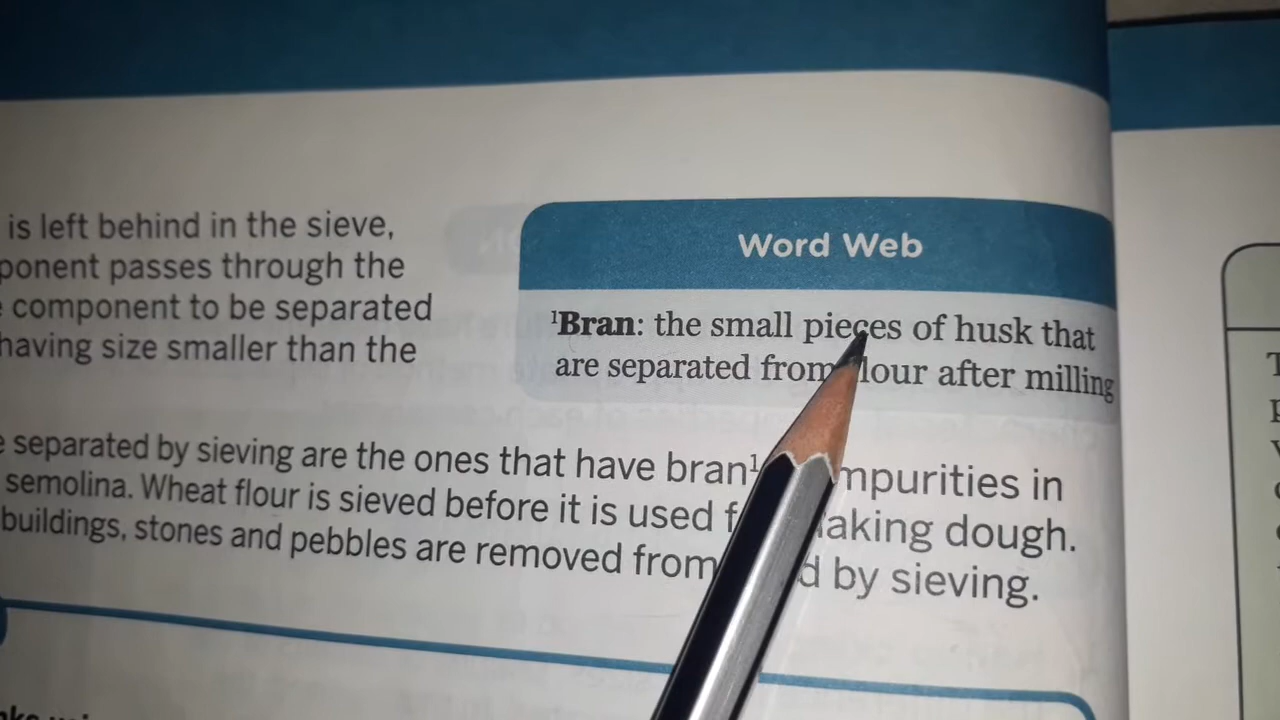 is left behind in the sieve,
ponent passes through the
component to be separated
having size smaller than the
Word Web
¹Bran: the small pieces of husk that
are separated from lour after milling
separated by sieving are the ones that have bran¹ mpurities in
semolina. Wheat flour is sieved before it is used f aking dough.
buildings, stones and pebbles are removed from d by sieving.